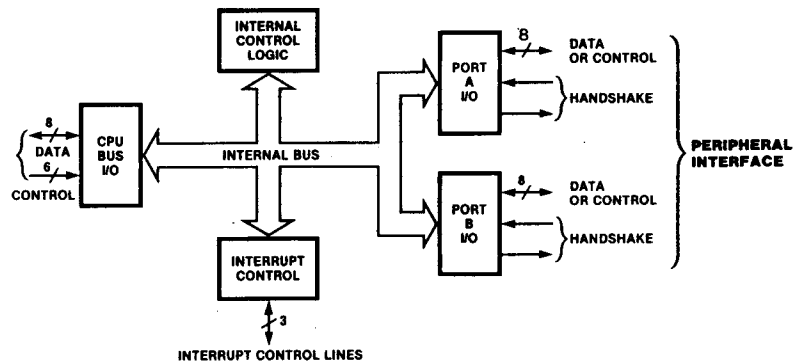 INTERNAL
CONTROL
LOGIC
CPU
BUS
I/O
8
DATA
6
CONTROL
INTERNAL BUS
INTERRUPT
CONTROL
3
INTERRUPT CONTROL LINES
PORT
A
I/O
8
DATA
OR CONTROL
HANDSHAKE
PORT
B
I/O
8
DATA
OR CONTROL
HANDSHAKE
PERIPHERAL
INTERFACE